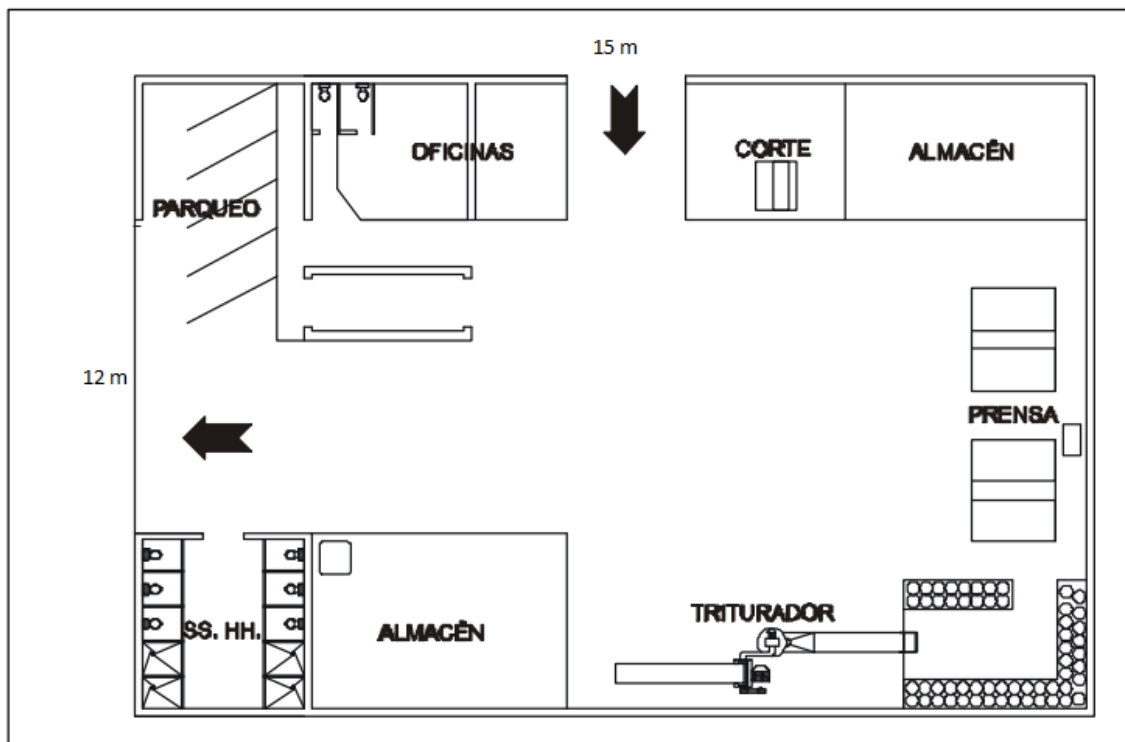 15 m
OFICINAS
CORTE
ALMACÉN
PARQUEO
12 m
PRENSA
TRITURADOR
SS. HH.
ALMACÉN